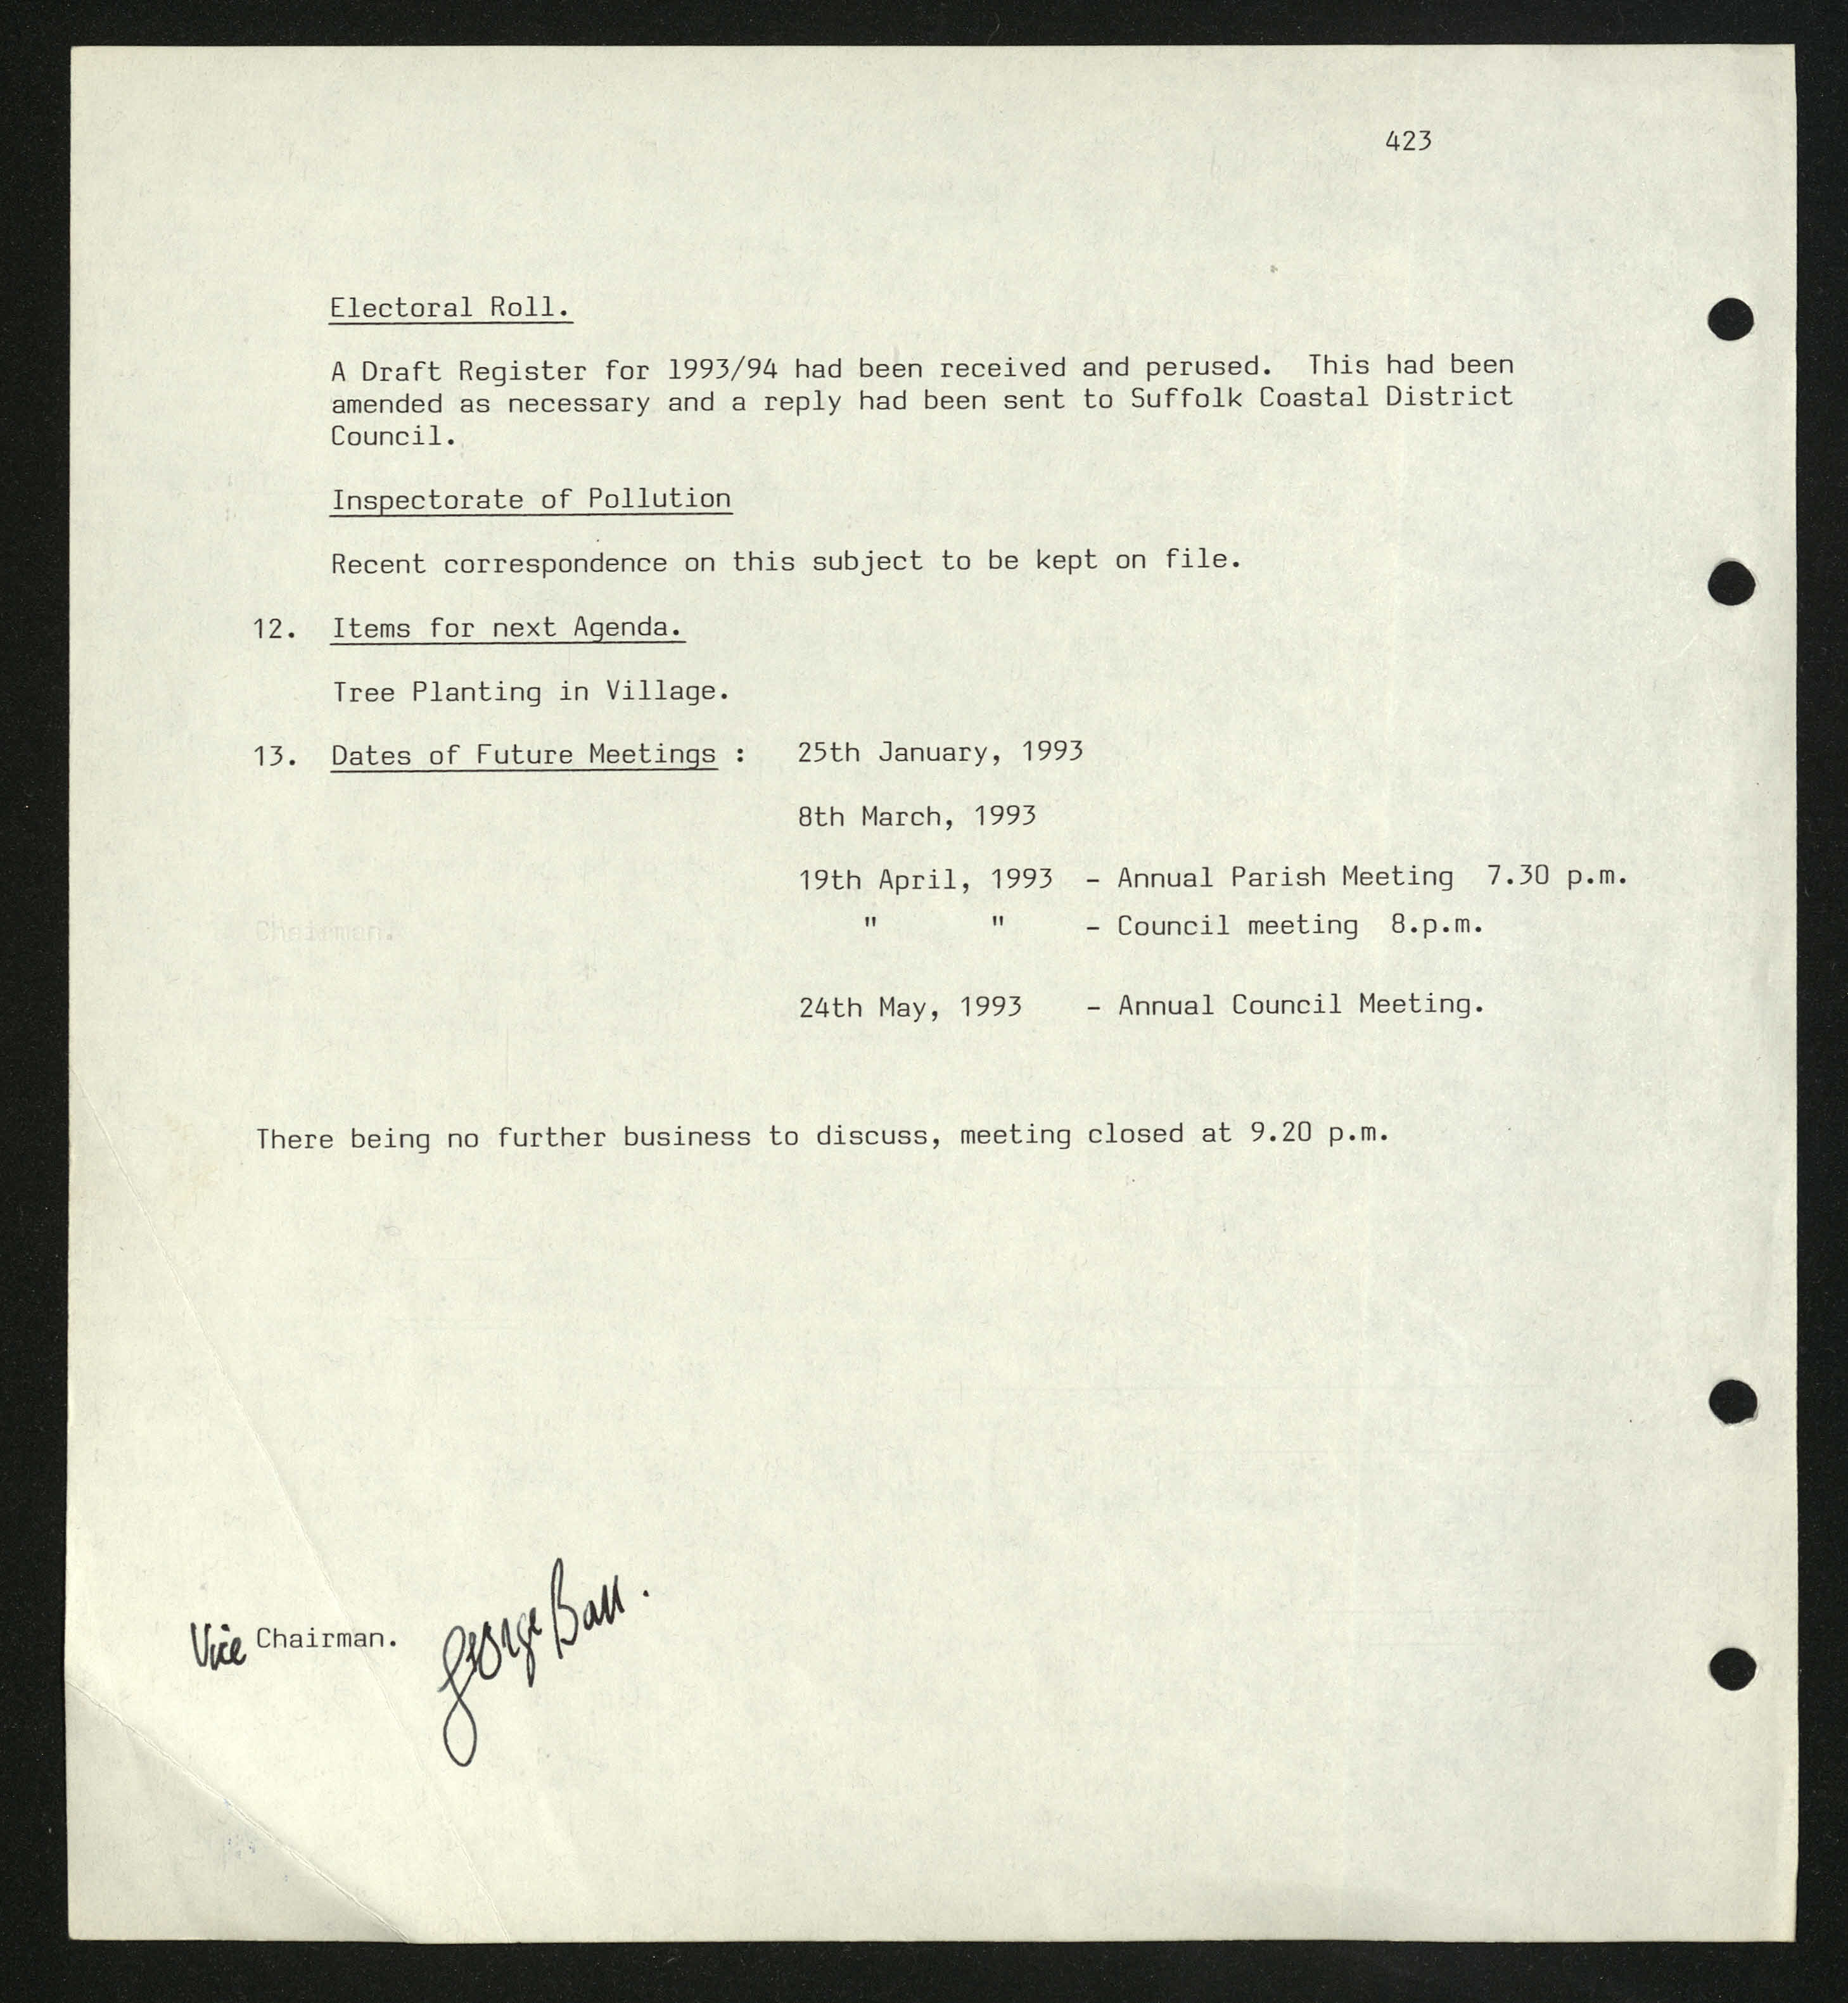 423
Electoral Roll.
A Draft Register for 1993/94 had been received and perused. This had been
amended as necessary and a reply had been sent to Suffolk Coastal District
Council.
Inspectorate of Pollution
Recent correspondence on this subject to be kept on file.
12. Items for next Agenda.
Tree Planting in Village.
13. Dates of Future Meetings : 25th January, 1993
8th March, 1993
19th April, 1993 - Annual Parish Meeting 7.30 p.m.
" " - Council meeting 8.p.m.
Chairman.
24th May, 1993 - Annual Council Meeting.
There being no further business to discuss, meeting closed at 9.20 p.m.
Vice Chairman. George Ball.